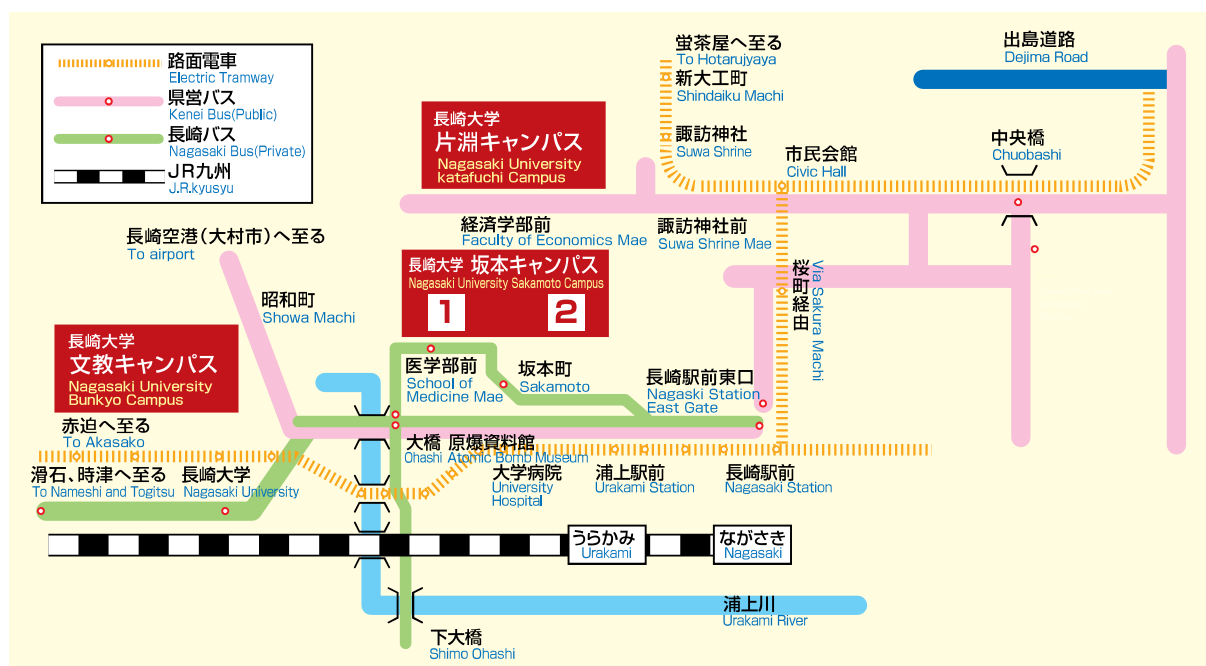 路面電車
Electric Tramway
県営バス
Kenei Bus(Public)
長崎バス
Nagasaki Bus(Private)
JR九州
J.R.kyusyu
蛍茶屋へ至る
To Hotarujyaya
新大工町
Shindaiku Machi
諏訪神社
Suwa Shrine
出島道路
Dejima Road
市民会館
Civic Hall
中央橋
Chuobashi
長崎大学
片淵キャンパス
Nagasaki University
katafuchi Campus
経済学部前
Faculty of Economics Mae
諏訪神社前
Suwa Shrine Mae
長崎空港(大村市)へ至る
To airport
長崎大学 坂本キャンパス
Nagasaki University Sakamoto Campus
1 2
桜町経由
Via Sakura Machi
昭和町
Showa Machi
長崎大学
文教キャンパス
Nagasaki University
Bunkyo Campus
医学部前
School of
Medicine Mae
坂本町
Sakamoto
長崎駅前東口
Nagaski Station
East Gate
赤迫へ至る
To Akasako
大橋
Ohashi
原爆資料館
Atomic Bomb Museum
滑石、時津へ至る
To Nameshi and Togitsu
長崎大学
Nagasaki University
大学病院
University
Hospital
浦上駅前
Urakami Station
長崎駅前
Nagasaki Station
うらかみ
Urakami
ながさき
Nagasaki
浦上川
Urakami River
下大橋
Shimo Ohashi